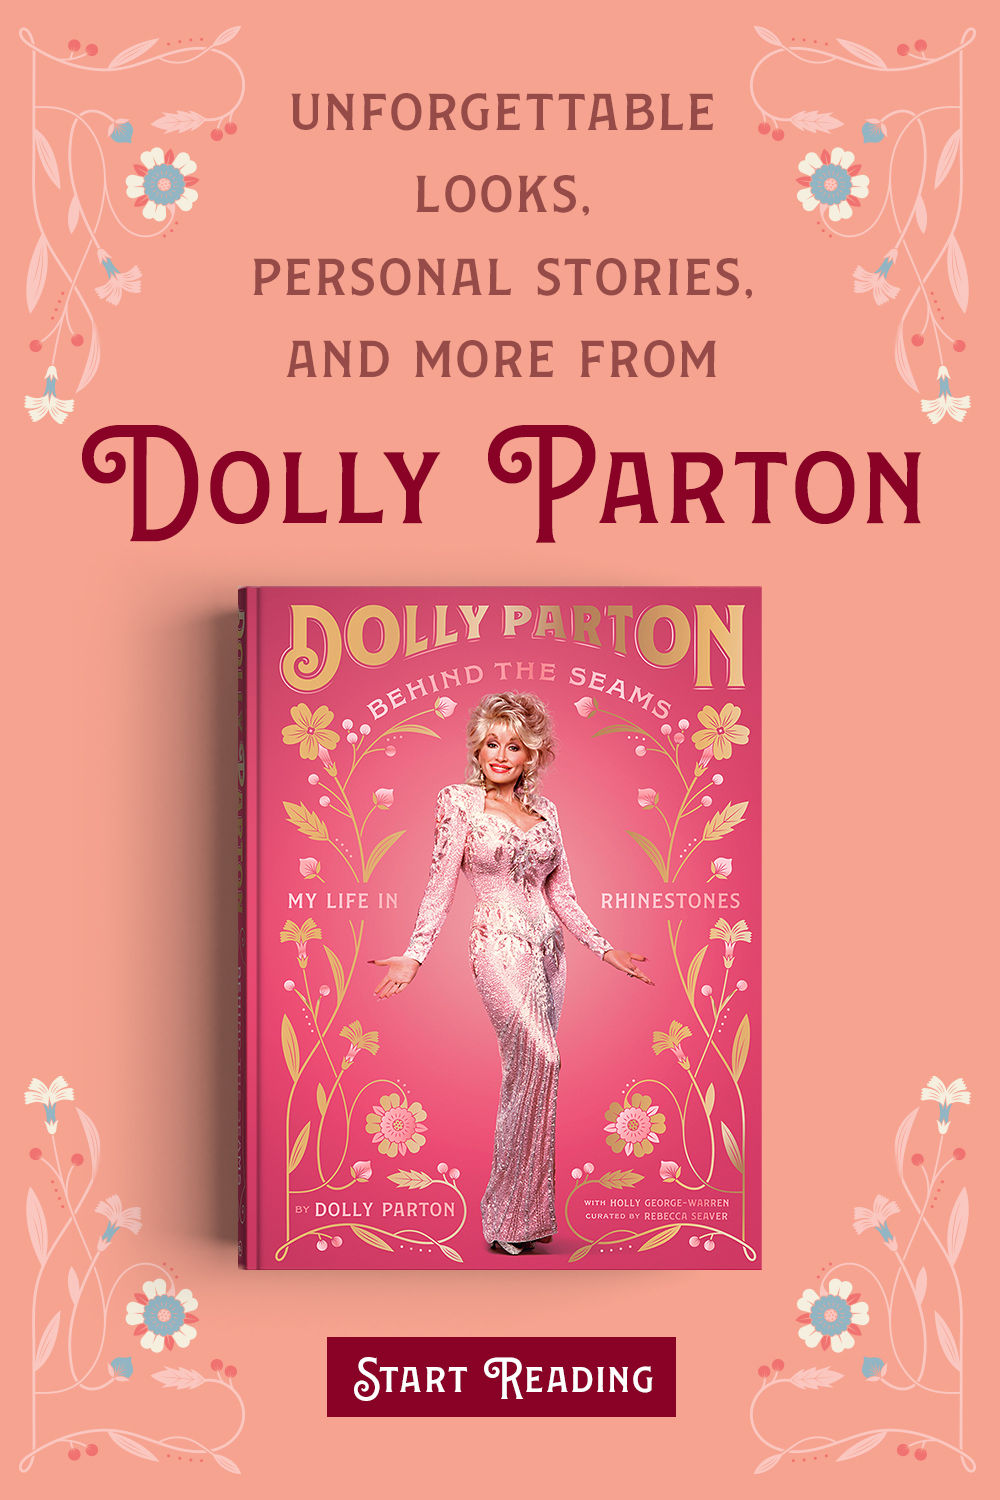 UNFORGETTABLE
LOOKS,
PERSONAL STORIES,
AND MORE FROM
DOLLY PARTON
DOLLY PARTON
BEHIND THE SEAMS
MY LIFE IN RHINESTONES
BY DOLLY PARTON
WITH HOLLY GEORGE-WARREN
CURATED BY REBECCA SEAVER
START READING